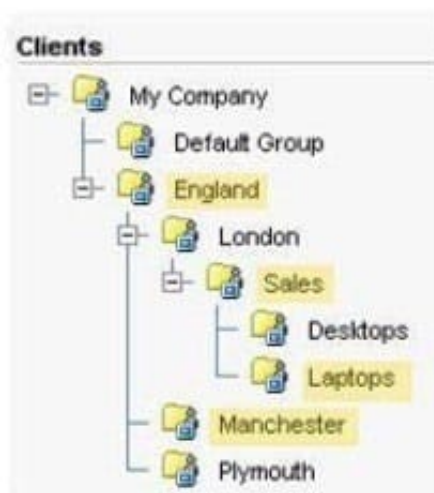 Clients
My Company
Default Group
England
London
Sales
Desktops
Laptops
Manchester
Plymouth